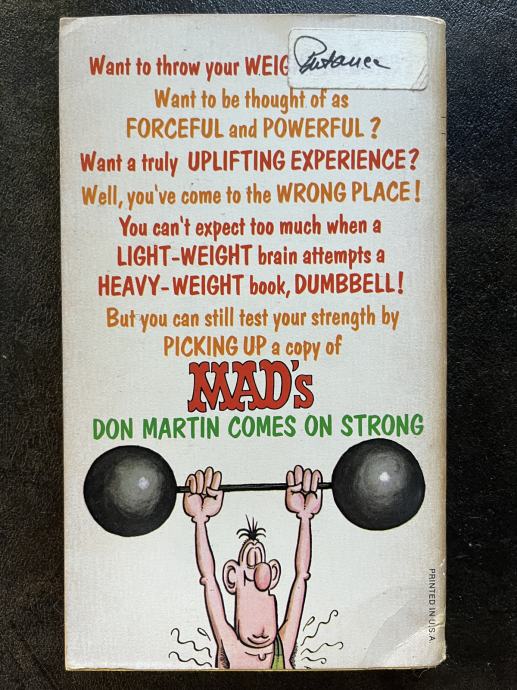 Want to throw your WEIG
Want to be thought of as
FORCEFUL and POWERFUL?
Want a truly UPLIFTING EXPERIENCE?
Well, you've come to the WRONG PLACE!
You can't expect too much when a
LIGHT-WEIGHT brain attempts a
HEAVY-WEIGHT book, DUMBBELL!
But you can still test your strength by
PICKING UP a copy of
MAD's
DON MARTIN COMES ON STRONG
PRINTED IN U.S.A.